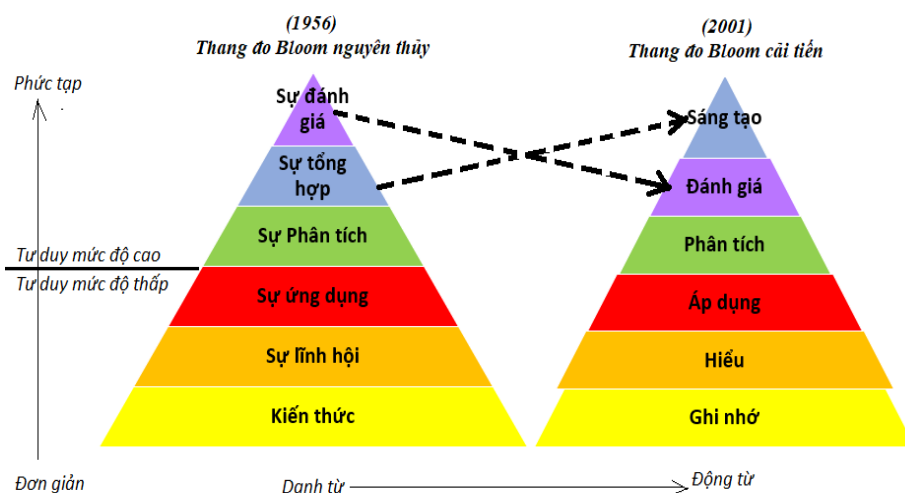 (1956)
Thang đo Bloom nguyên thủy
(2001)
Thang đo Bloom cải tiến
Phức tạp
Sự đánh
giá
Sự tổng
hợp
Sự Phân tích
Sự ứng dụng
Sự lĩnh hội
Kiến thức
Sáng tạo
Đánh giá
Phân tích
Áp dụng
Hiểu
Ghi nhớ
Tư duy mức độ cao
Tư duy mức độ thấp
Đơn giản
Danh từ
Động từ